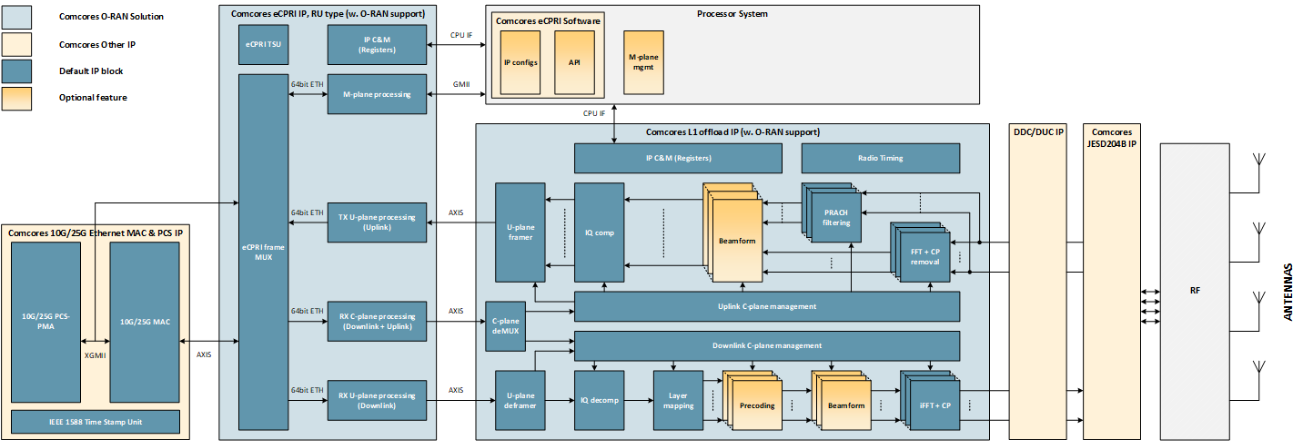 Comcores O-RAN Solution
Comcores Other IP
Default IP block
Optional feature
Comcores eCPRI IP, RU type (w. O-RAN support)
eCPRI TSU
IP C&M
(Registers)
CPU IF
64bit ETH
M-plane processing
GMII
eCPRI frame
MUX
64bit ETH
TX U-plane processing
(Uplink)
AXIS
64bit ETH
RX C-plane processing
(Downlink + Uplink)
AXIS
64bit ETH
RX U-plane processing
(Downlink)
AXIS
Processor System
Comcores eCPRI Software
IP configs
API
M-plane
mgmt
CPU IF
Comcores L1 offload IP (w. O-RAN support)
IP C&M (Registers)
Radio Timing
U-plane
framer
IQ comp
Beamform
PRACH
filtering
FFT + CP
removal
Uplink C-plane management
C-plane
deMUX
Downlink C-plane management
U-plane
deframer
IQ decomp
Layer
mapping
Precoding
Beamform
iFFT + CP
DDC/DUC IP
Comcores
JESD204B IP
RF
ANTENNAS
Comcores 10G/25G Ethernet MAC & PCS IP
10G/25G PCS-
PMA
10G/25G MAC
XGMII
AXIS
IEEE 1588 Time Stamp Unit